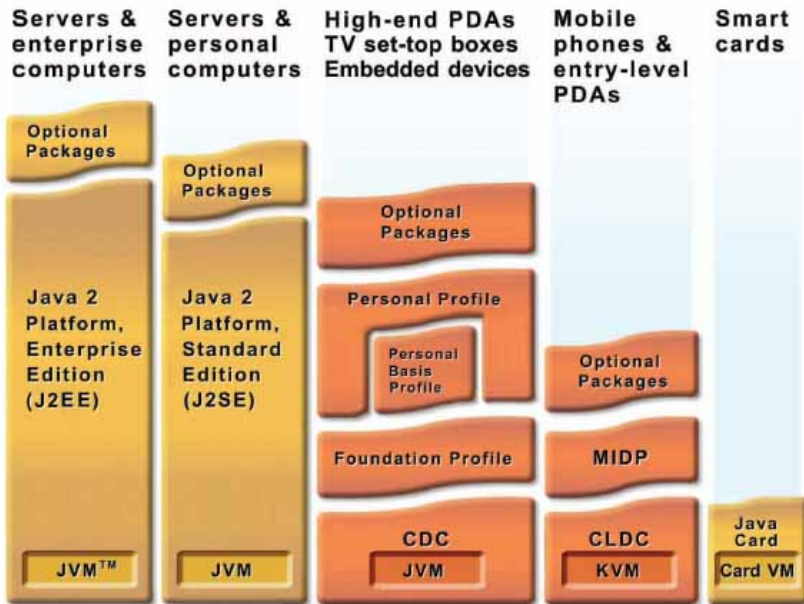 Servers &
enterprise
computers
Servers &
personal
computers
High-end PDAs
TV set-top boxes
Embedded devices
Mobile
phones &
entry-level
PDAs
Smart
cards
Optional
Packages
Java 2
Platform,
Enterprise
Edition
(J2EE)
JVM™
Optional
Packages
Java 2
Platform,
Standard
Edition
(J2SE)
JVM
Optional
Packages
Personal Profile
Personal
Basis
Profile
Foundation Profile
CDC
JVM
Optional
Packages
MIDP
CLDC
KVM
Java
Card
Card VM